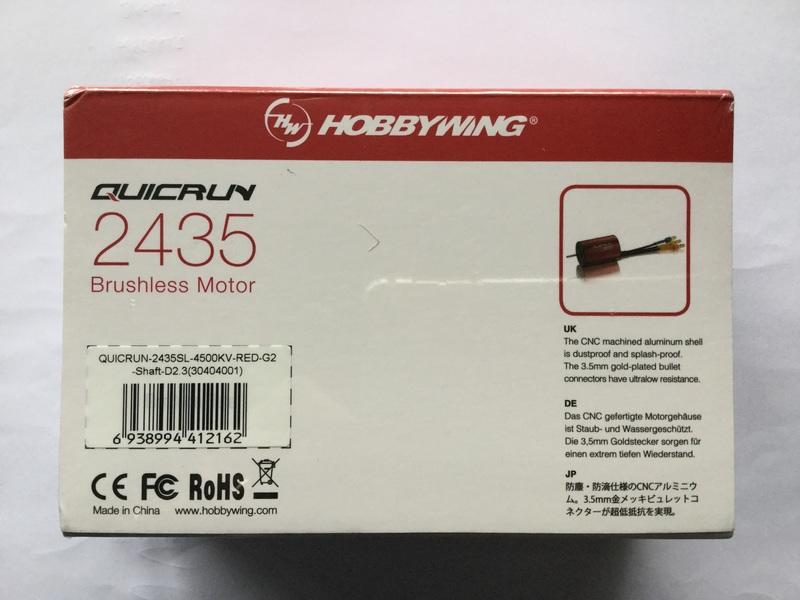 HW HOBBYWING®
QUICRUN
2435
Brushless Motor
QUICRUN-2435SL-4500KV-RED-G2
-Shaft-D2.3(30404001)
6 938994 412162
CE FC RoHS
Made in China www.hobbywing.com
UK
The CNC machined aluminum shell
is dustproof and splash-proof.
The 3.5mm gold-plated bullet
connectors have ultralow resistance.
DE
Das CNC gefertigte Motorgehäuse
ist Staub- und Wassergeschützt.
Die 3,5mm Goldstecker sorgen für
einen extrem tiefen Wiederstand.
JP
防塵・防滴仕様のCNCアルミニウ
ム。3.5mm金メッキビュレットコ
ネクターが超低抵抗を実現。